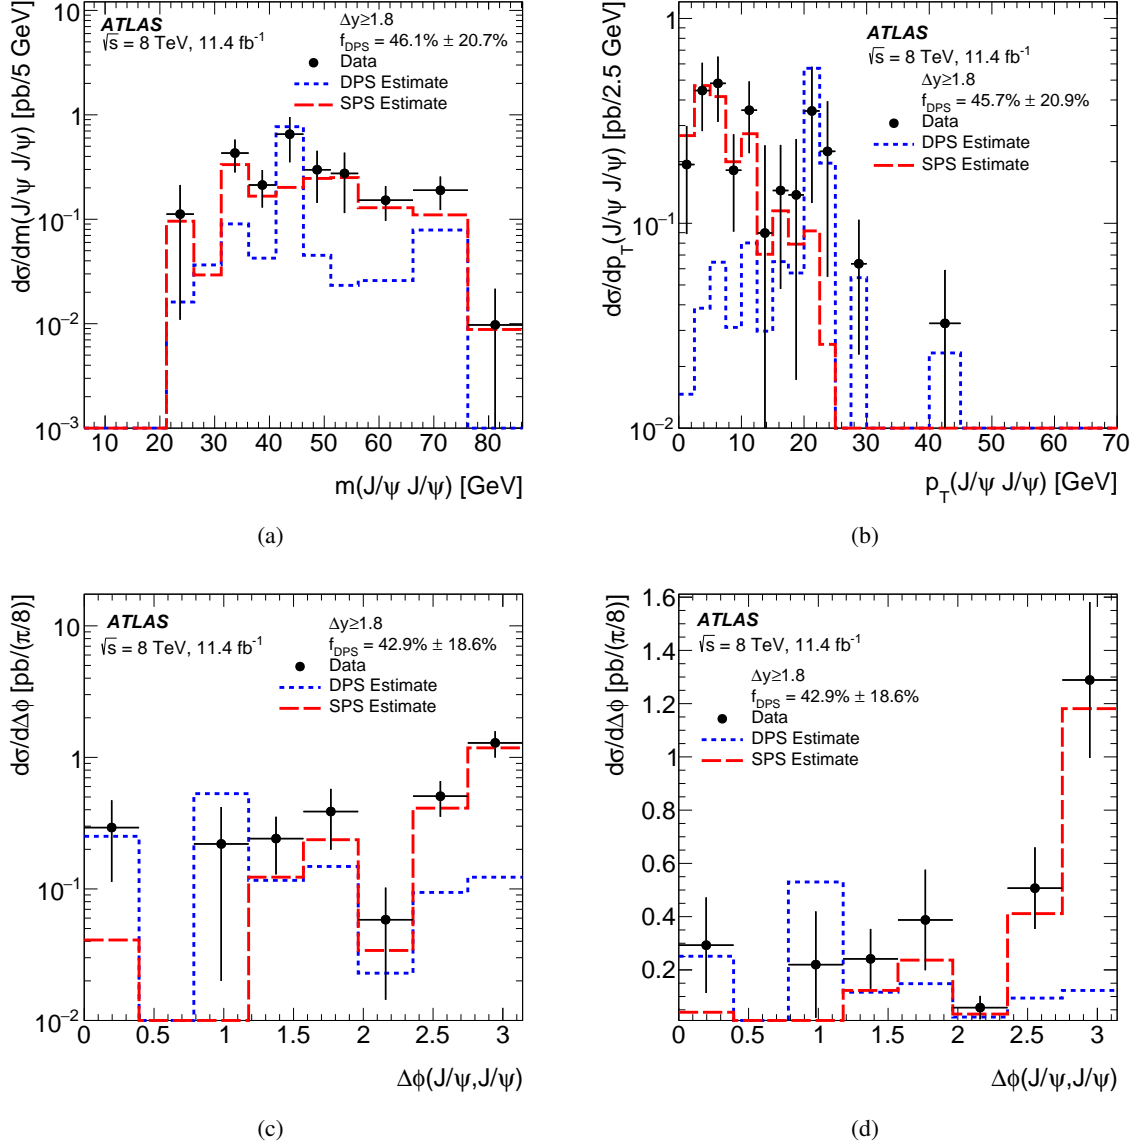 ATLAS
√s = 8 TeV, 11.4 fb⁻¹
Δy≥1.8
f_DPS = 46.1% ± 20.7%
Data
DPS Estimate
SPS Estimate
dσ/dm(J/ψ J/ψ) [pb/5 GeV]
10
1
10⁻¹
10⁻²
10⁻³
10 20 30 40 50 60 70 80
m(J/ψ J/ψ) [GeV]
(a)
ATLAS
√s = 8 TeV, 11.4 fb⁻¹
Δy≥1.8
f_DPS = 45.7% ± 20.9%
Data
DPS Estimate
SPS Estimate
dσ/dp_T(J/ψ J/ψ) [pb/2.5 GeV]
1
10⁻¹
10⁻²
0 10 20 30 40 50 60 70
p_T(J/ψ J/ψ) [GeV]
(b)
ATLAS
√s = 8 TeV, 11.4 fb⁻¹
Δy≥1.8
f_DPS = 42.9% ± 18.6%
Data
DPS Estimate
SPS Estimate
dσ/dΔϕ [pb/(π/8)]
10
1
10⁻¹
10⁻²
0 0.5 1 1.5 2 2.5 3
Δϕ(J/ψ,J/ψ)
(c)
ATLAS
√s = 8 TeV, 11.4 fb⁻¹
Δy≥1.8
f_DPS = 42.9% ± 18.6%
Data
DPS Estimate
SPS Estimate
dσ/dΔϕ [pb/(π/8)]
1.6
1.4
1.2
1
0.8
0.6
0.4
0.2
0 0.5 1 1.5 2 2.5 3
Δϕ(J/ψ,J/ψ)
(d)